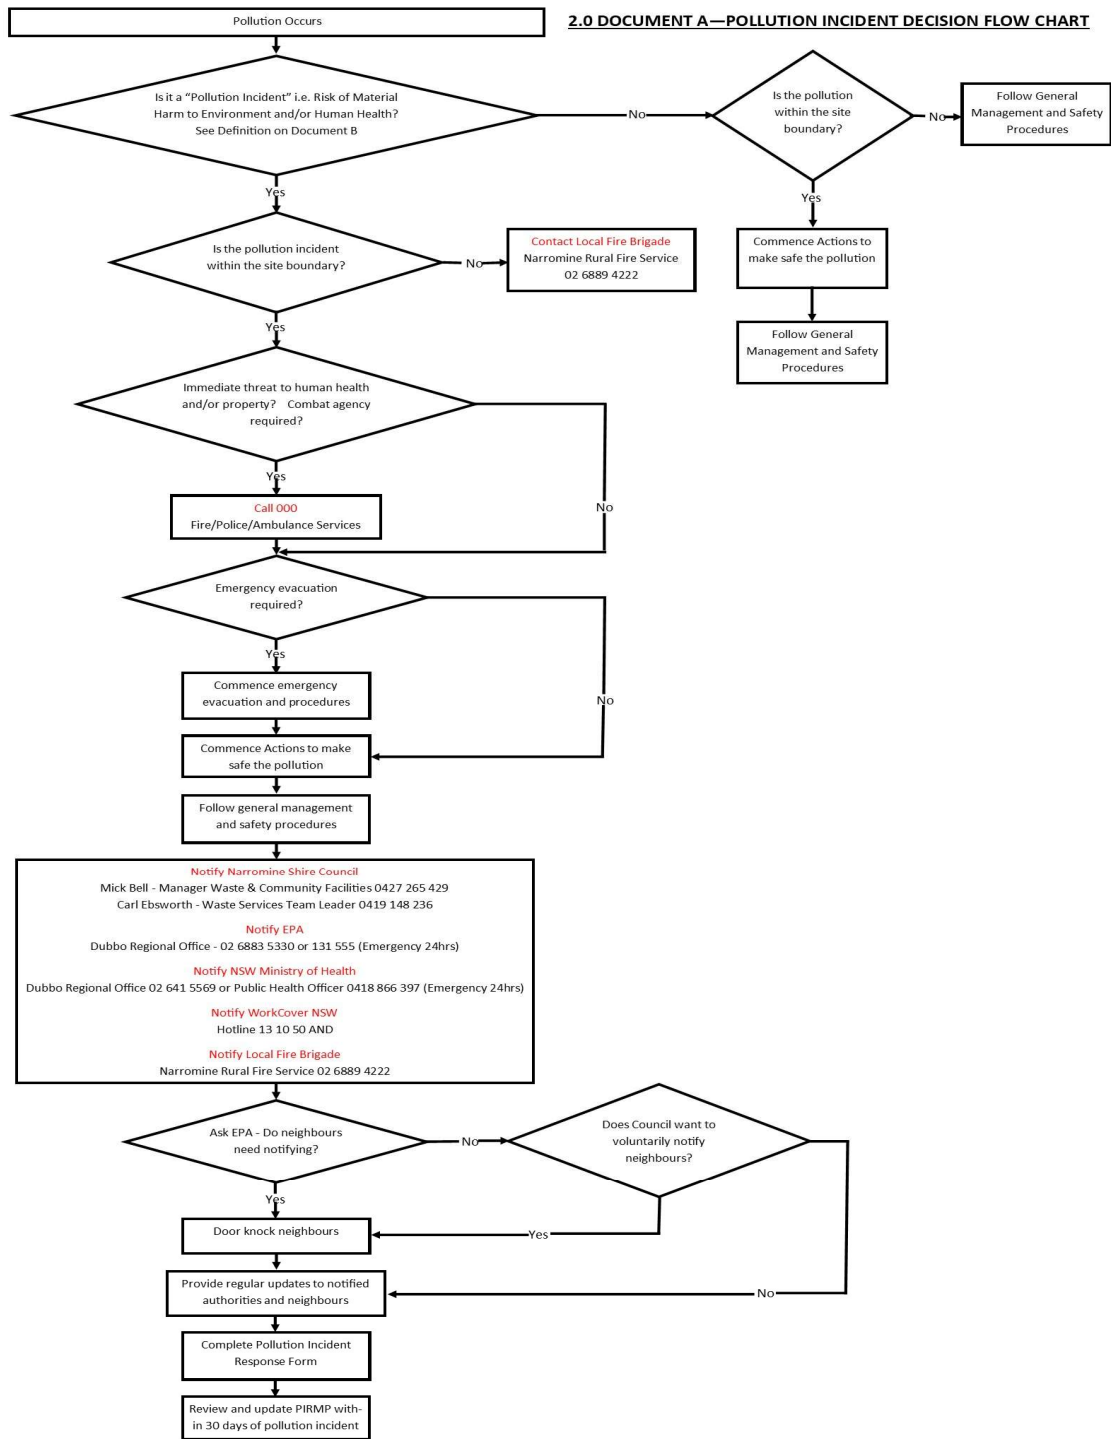 Pollution Occurs
2.0 DOCUMENT A—POLLUTION INCIDENT DECISION FLOW CHART
Is it a “Pollution Incident” i.e. Risk of Material
Harm to Environment and/or Human Health?
See Definition on Document B
No
Is the pollution
within the site
boundary?
No
Follow General
Management and Safety
Procedures
Yes
Yes
Commence Actions to
make safe the pollution
Follow General
Management and Safety
Procedures
Is the pollution incident
within the site boundary?
No
Contact Local Fire Brigade
Narromine Rural Fire Service
02 6889 4222
Yes
Immediate threat to human health
and/or property? Combat agency
required?
Yes
No
Call 000
Fire/Police/Ambulance Services
Emergency evacuation
required?
Yes
No
Commence emergency
evacuation and procedures
Commence Actions to make
safe the pollution
Follow general management
and safety procedures
Notify Narromine Shire Council
Mick Bell - Manager Waste & Community Facilities 0427 265 429
Carl Ebsworth - Waste Services Team Leader 0419 148 236
Notify EPA
Dubbo Regional Office - 02 6883 5330 or 131 555 (Emergency 24hrs)
Notify NSW Ministry of Health
Dubbo Regional Office 02 641 5569 or Public Health Officer 0418 866 397 (Emergency 24hrs)
Notify WorkCover NSW
Hotline 13 10 50 AND
Notify Local Fire Brigade
Narromine Rural Fire Service 02 6889 4222
Ask EPA - Do neighbours
need notifying?
No
Does Council want to
voluntarily notify
neighbours?
Yes
Door knock neighbours
Yes
Provide regular updates to notified
authorities and neighbours
No
Complete Pollution Incident
Response Form
Review and update PIRMP with-
in 30 days of pollution incident